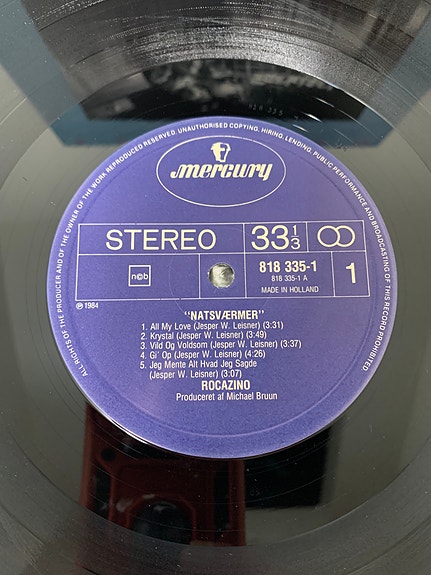 ALL RIGHTS OF THE PRODUCER AND OF THE OWNER OF THE WORK REPRODUCED RESERVED. UNAUTHORISED COPYING, HIRING, LENDING, PUBLIC PERFORMANCE AND BROADCASTING OF THIS RECORD PROHIBITED
mercury
STEREO 33 1/3
n©b 818 335-1 1
818 335-1 A
MADE IN HOLLAND
℗ 1984
"NATSVÆRMER"
1. All My Love (Jesper W. Leisner) (3:31)
2. Krystal (Jesper W. Leisner) (3:49)
3. Vild Og Voldsom (Jesper W. Leisner) (3:37)
4. Gi' Op (Jesper W. Leisner) (4:26)
5. Jeg Mente Alt Hvad Jeg Sagde
(Jesper W. Leisner) (3:07)
ROCAZINO
Produceret af Michael Bruun